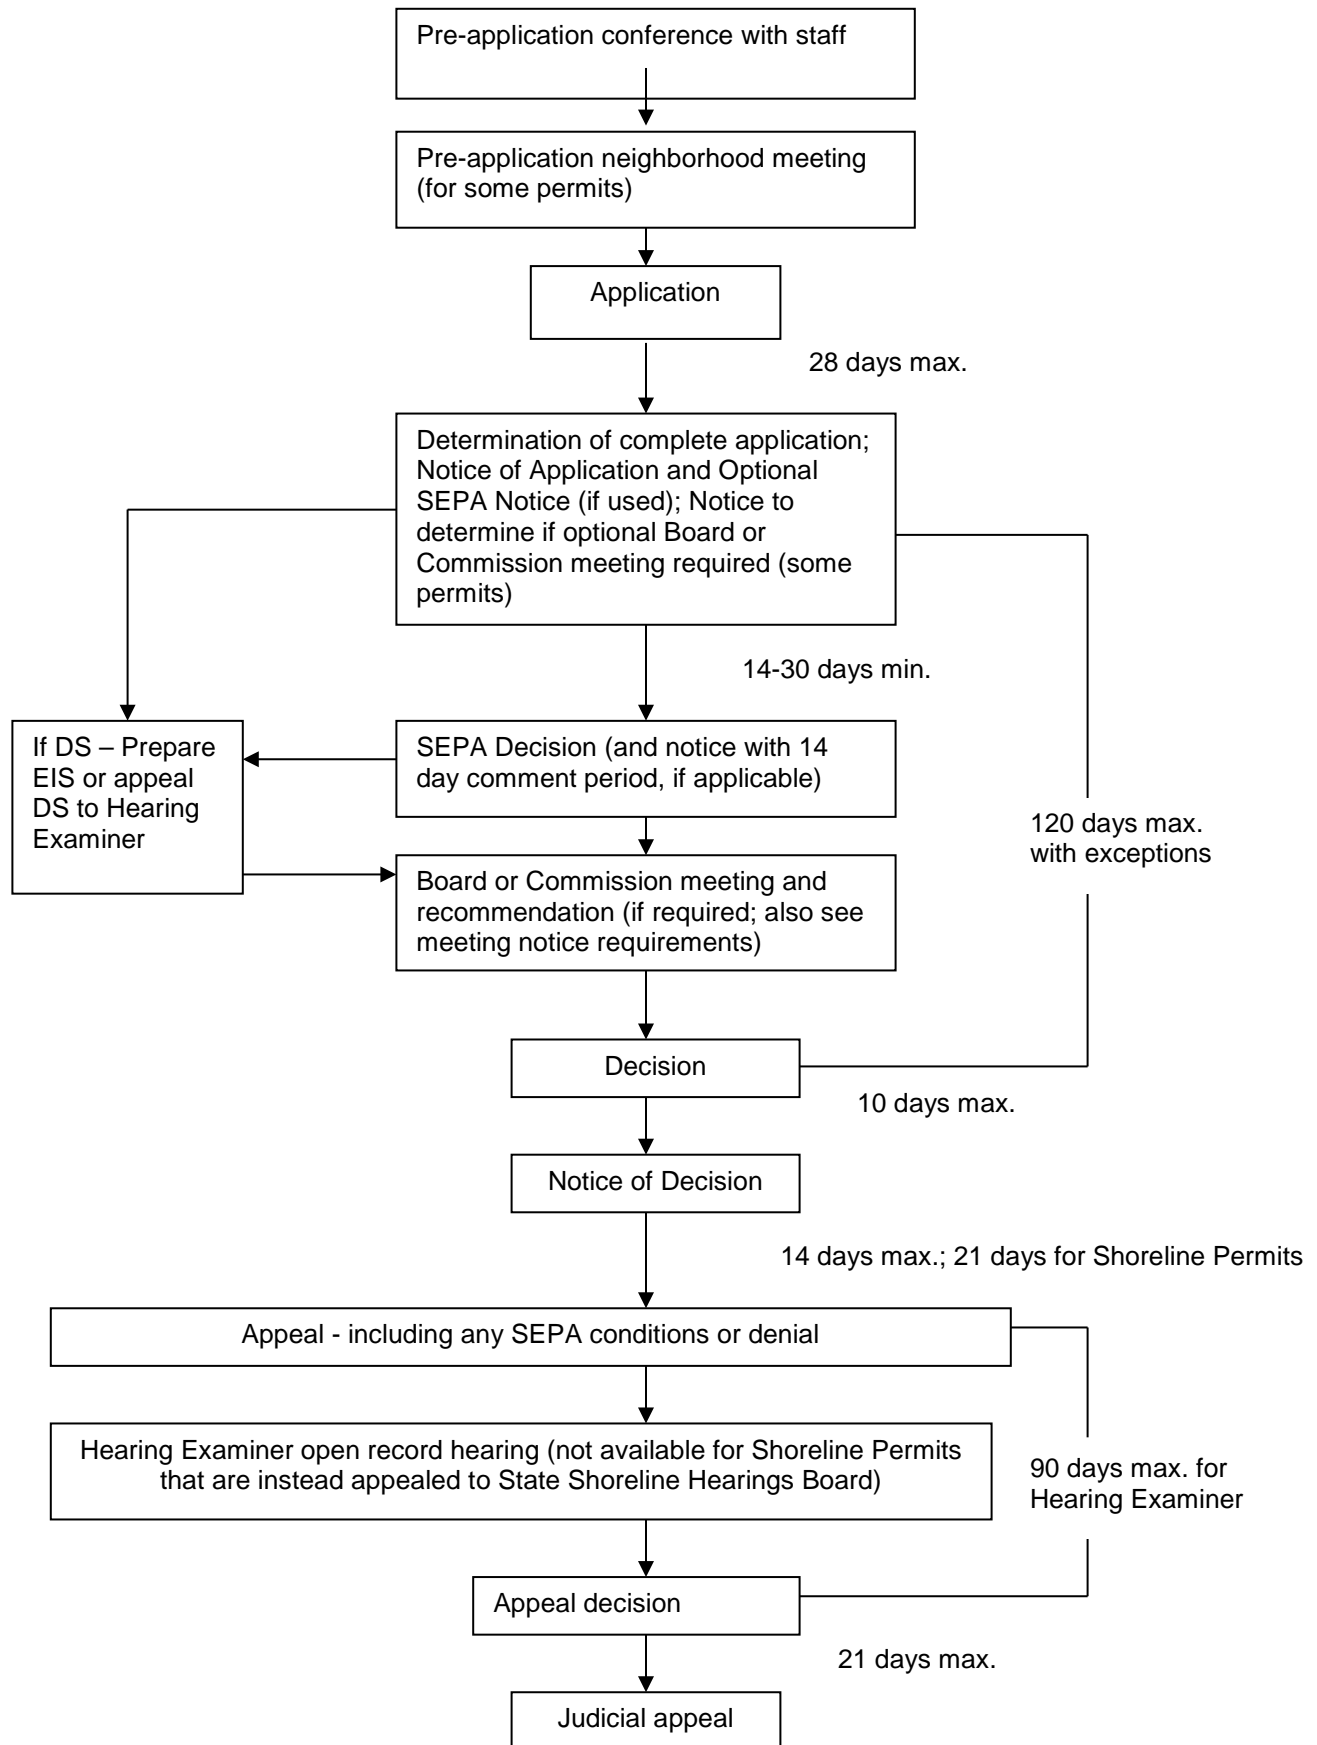 Pre-application conference with staff
Pre-application neighborhood meeting
(for some permits)
Application
28 days max.
Determination of complete application;
Notice of Application and Optional
SEPA Notice (if used); Notice to
determine if optional Board or
Commission meeting required (some
permits)
14-30 days min.
If DS – Prepare
EIS or appeal
DS to Hearing
Examiner
SEPA Decision (and notice with 14
day comment period, if applicable)
120 days max.
with exceptions
Board or Commission meeting and
recommendation (if required; also see
meeting notice requirements)
Decision
10 days max.
Notice of Decision
14 days max.; 21 days for Shoreline Permits
Appeal - including any SEPA conditions or denial
Hearing Examiner open record hearing (not available for Shoreline Permits
that are instead appealed to State Shoreline Hearings Board)
90 days max. for
Hearing Examiner
Appeal decision
21 days max.
Judicial appeal